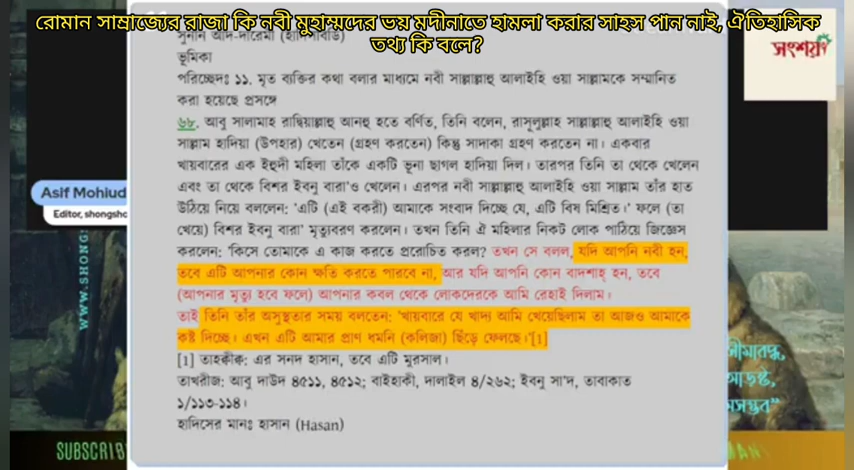 রোমান সাম্রাজ্যের রাজা কি নবী মুহাম্মদের ভয় মদীনাতে হামলা করার সাহস পান নাই, ঐতিহাসিক
তথ্য কি বলে?
সুনান আদ-দারেমী (হাদিসবিডি)
ভূমিকা
পরিচ্ছেদঃ ১১. মৃত ব্যক্তির কথা বলার মাধ্যমে নবী সাল্লাল্লাহু আলাইহি ওয়া সাল্লামকে সম্মানিত
করা হয়েছে প্রসঙ্গে
৬৮. আবু সালামাহ রাদ্বিয়াল্লাহু আনহু হতে বর্ণিত, তিনি বলেন, রাসূলুল্লাহ সাল্লাল্লাহু আলাইহি ওয়া
সাল্লাম হাদিয়া (উপহার) খেতেন (গ্রহণ করতেন) কিন্তু সাদাকা গ্রহণ করতেন না। একবার
খায়বারের এক ইহুদী মহিলা তাঁকে একটি ভূনা ছাগল হাদিয়া দিল। তারপর তিনি তা থেকে খেলেন
এবং তা থেকে বিশর ইবনু বারা'ও খেলেন। এরপর নবী সাল্লাল্লাহু আলাইহি ওয়া সাল্লাম তাঁর হাত
উঠিয়ে নিয়ে বললেন: 'এটি (এই বকরী) আমাকে সংবাদ দিচ্ছে যে, এটি বিষ মিশ্রিত।' ফলে (তা
খেয়ে) বিশর ইবনু বারা' মৃত্যুবরণ করলেন। তখন তিনি ঐ মহিলার নিকট লোক পাঠিয়ে জিজ্ঞেস
করলেন: 'কিসে তোমাকে এ কাজ করতে প্ররোচিত করল? তখন সে বলল, যদি আপনি নবী হন,
তবে এটি আপনার কোন ক্ষতি করতে পারবে না, আর যদি আপনি কোন বাদশাহ্ হন, তবে
(আপনার মৃত্যু হবে ফলে) আপনার কবল থেকে লোকদেরকে আমি রেহাই দিলাম।
তাই তিনি তাঁর অসুস্থতার সময় বলতেন: 'খায়বারে যে খাদ্য আমি খেয়েছিলাম তা আজও আমাকে
কষ্ট দিচ্ছে। এখন এটি আমার প্রাণ ধমনি (কলিজা) ছিঁড়ে ফেলছে।'[1]
[1] তাহক্বীক্ব: এর সনদ হাসান, তবে এটি মুরসাল।
তাখরীজ: আবু দাউদ ৪৫১১, ৪৫১২; বাইহাকী, দালাইল ৪/২৬২; ইবনু সা'দ, তাবাকাত
১/১১৩-১১৪।
হাদিসের মানঃ হাসান (Hasan)
সংশয়
Asif Mohiud
Editor, shongsho
WWW.SHONG
SUBSCRIB